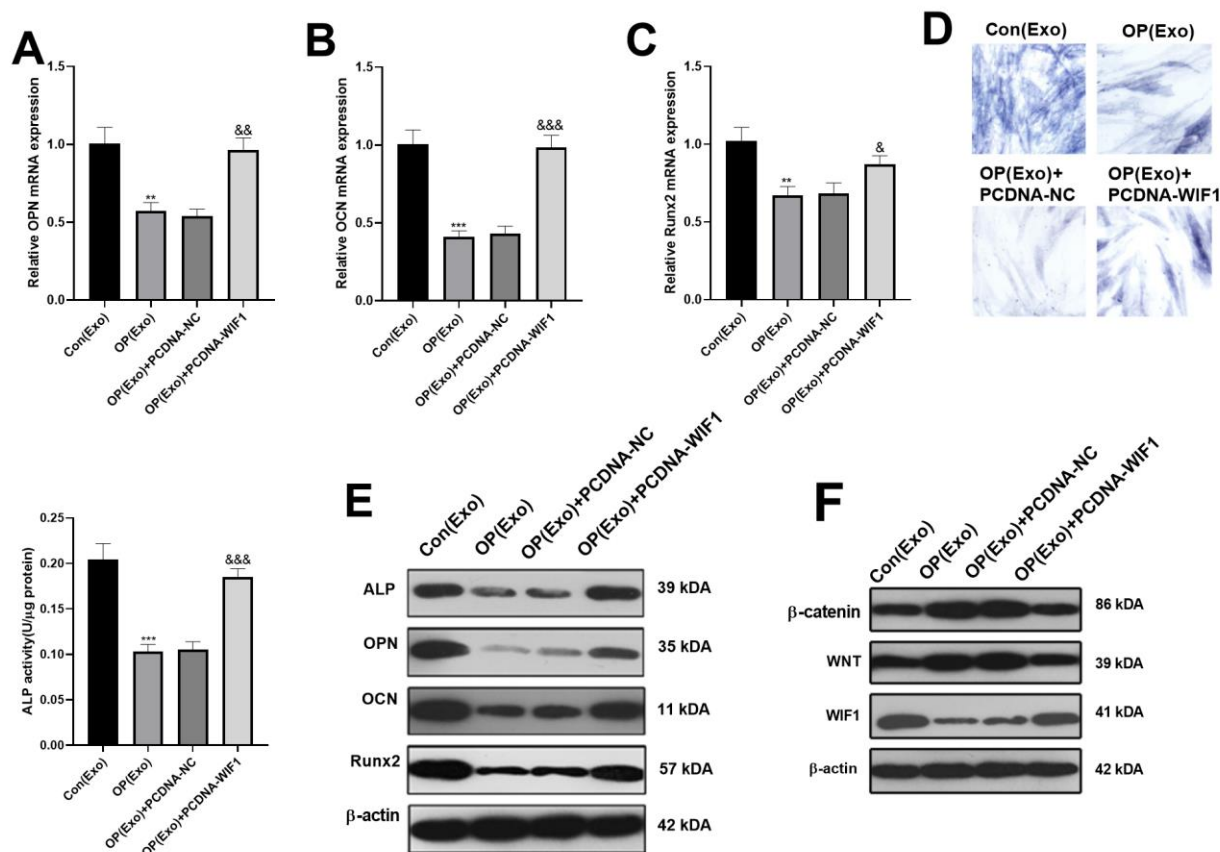 A
Relative OPN mRNA expression
1.5
1.0
0.5
0.0
**
&&
Con(Exo)
OP(Exo)
OP(Exo)+PCDNA-NC
OP(Exo)+PCDNA-WIF1
B
Relative OCN mRNA expression
1.5
1.0
0.5
0.0
***
&&&
Con(Exo)
OP(Exo)
OP(Exo)+PCDNA-NC
OP(Exo)+PCDNA-WIF1
C
Relative Runx2 mRNA expression
1.5
1.0
0.5
0.0
**
&
Con(Exo)
OP(Exo)
OP(Exo)+PCDNA-NC
OP(Exo)+PCDNA-WIF1
D
Con(Exo)
OP(Exo)
OP(Exo)+
PCDNA-NC
OP(Exo)+
PCDNA-WIF1
ALP activity(U/μg protein)
0.25
0.20
0.15
0.10
0.05
0.00
***
&&&
Con(Exo)
OP(Exo)
OP(Exo)+PCDNA-NC
OP(Exo)+PCDNA-WIF1
E
Con(Exo)
OP(Exo)
OP(Exo)+PCDNA-NC
OP(Exo)+PCDNA-WIF1
ALP 39 kDA
OPN 35 kDA
OCN 11 kDA
Runx2 57 kDA
β-actin 42 kDA
F
Con(Exo)
OP(Exo)
OP(Exo)+PCDNA-NC
OP(Exo)+PCDNA-WIF1
β-catenin 86 kDA
WNT 39 kDA
WIF1 41 kDA
β-actin 42 kDA